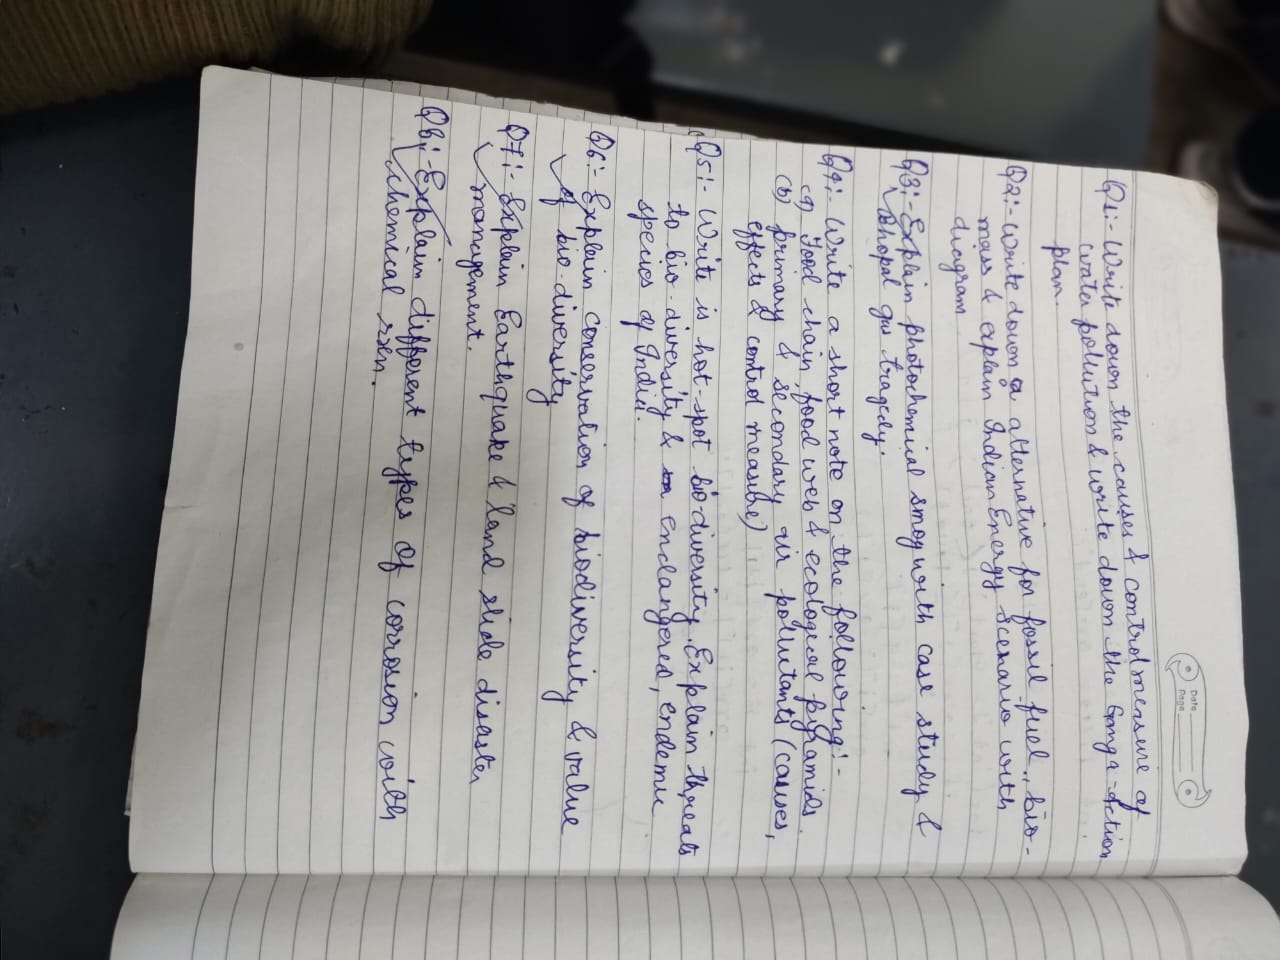 Date
Page
Q1:- Write down the causes & control mensure of
water pollution & write down the Ganga-Action
plan.
Q2:- Write down a alternative for fossil fuel., bio-
mass & explain Indian Energy Scenario with
diagram
Q3:- Explain photochemical smog with case study &
Bhopal gas tragedy.
Q4:- Write a short note on the following:-
(a) Food chain, food web & ecological pyramids.
(b) primary & secondary air pollutants (causes,
effects & control measure)
Q5:- Write is hot-spot bio-diversity. Explain threats
to bio-diversity & endangered, endemic
species of India.
Q6:- Explain conservation of biodiversity & value
of bio-diversity
Q7:- Explain Earthquake & land slide disaster
management.
Q8:- Explain different types of corrosion with
chemical rxn.